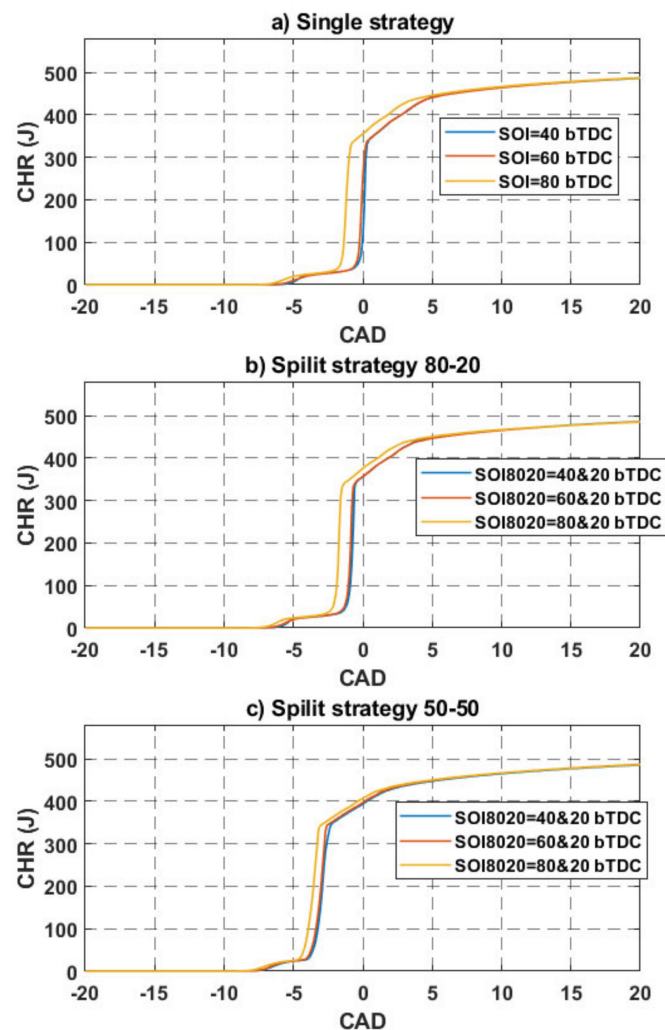 a) Single strategy
500
400
300
200
100
0
CHR (J)
SOI=40 bTDC
SOI=60 bTDC
SOI=80 bTDC
-20 -15 -10 -5 0 5 10 15 20
CAD
b) Spilit strategy 80-20
500
400
300
200
100
0
CHR (J)
SOI8020=40&20 bTDC
SOI8020=60&20 bTDC
SOI8020=80&20 bTDC
-20 -15 -10 -5 0 5 10 15 20
CAD
c) Spilit strategy 50-50
500
400
300
200
100
0
CHR (J)
SOI8020=40&20 bTDC
SOI8020=60&20 bTDC
SOI8020=80&20 bTDC
-20 -15 -10 -5 0 5 10 15 20
CAD